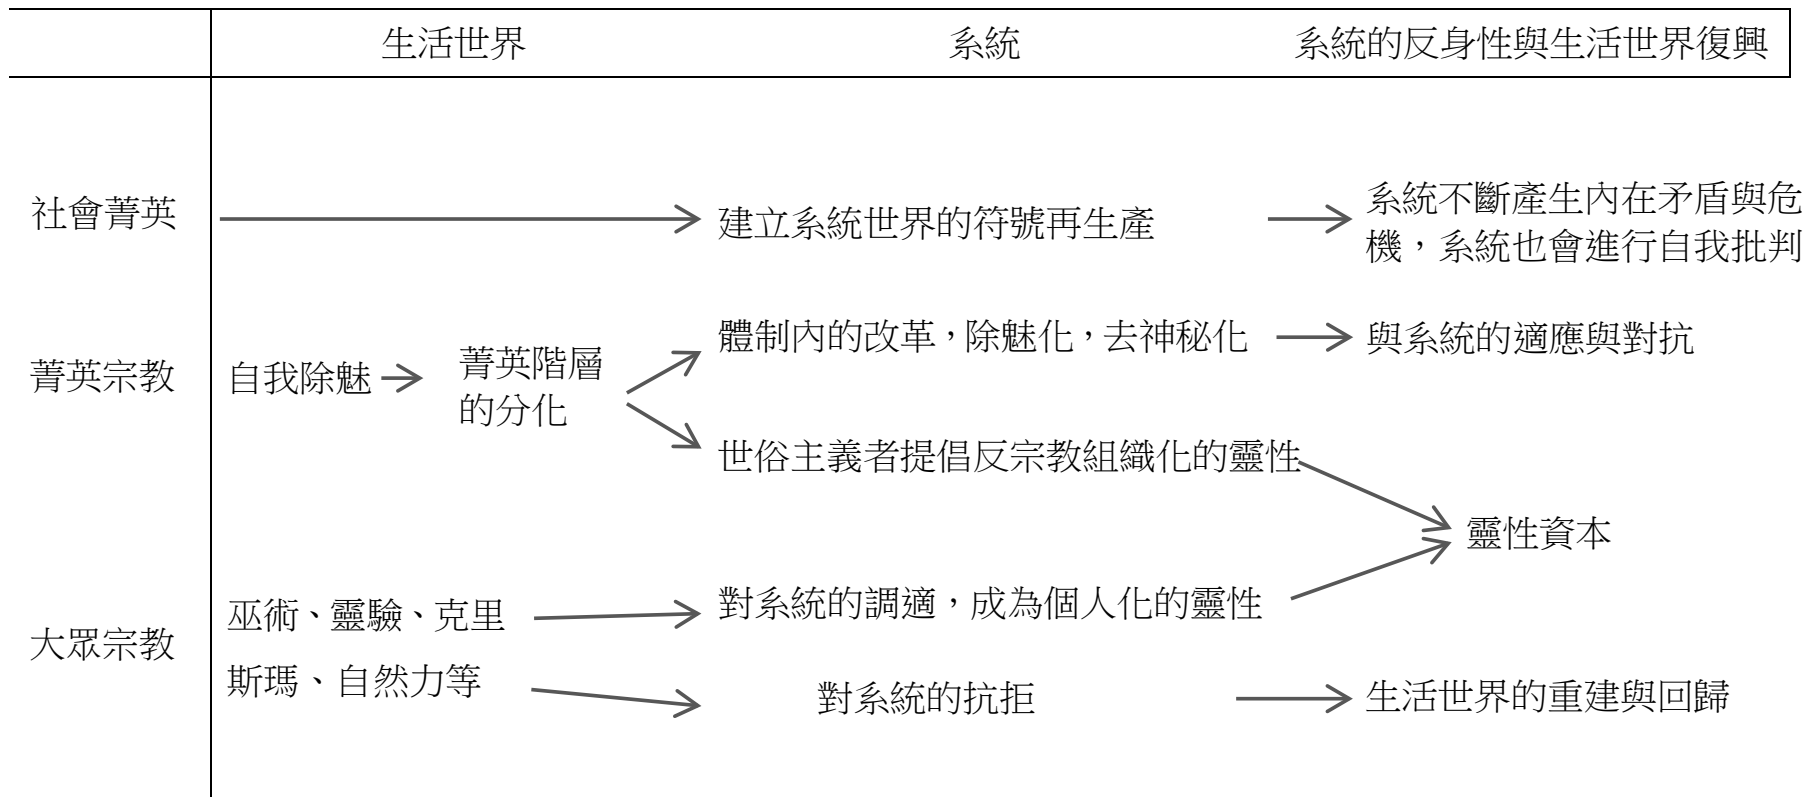 生活世界
系統
系統的反身性與生活世界復興
社會菁英
建立系統世界的符號再生產
系統不斷產生內在矛盾與危
機，系統也會進行自我批判
菁英宗教
自我除魅
菁英階層
的分化
體制內的改革，除魅化，去神秘化
與系統的適應與對抗
世俗主義者提倡反宗教組織化的靈性
靈性資本
大眾宗教
巫術、靈驗、克里
斯瑪、自然力等
對系統的調適，成為個人化的靈性
對系統的抗拒
生活世界的重建與回歸